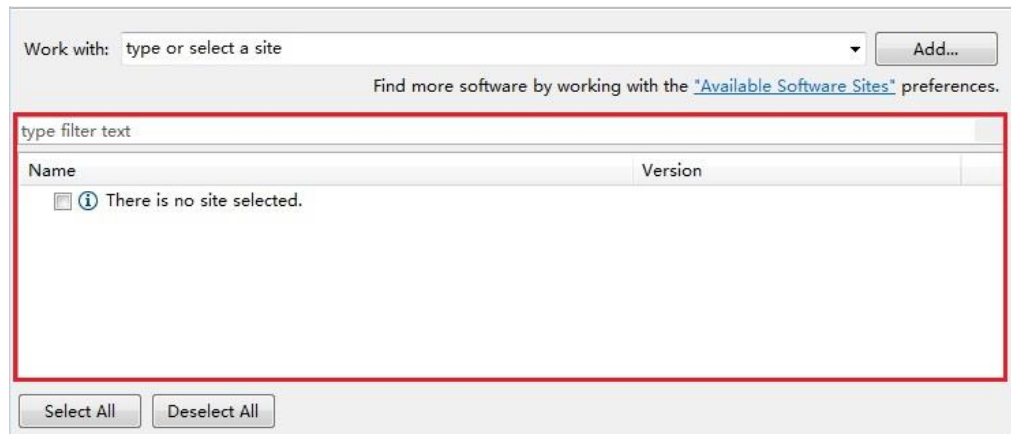 Work with: type or select a site Add...
Find more software by working with the "Available Software Sites" preferences.
type filter text
Name Version
There is no site selected.
Select All Deselect All